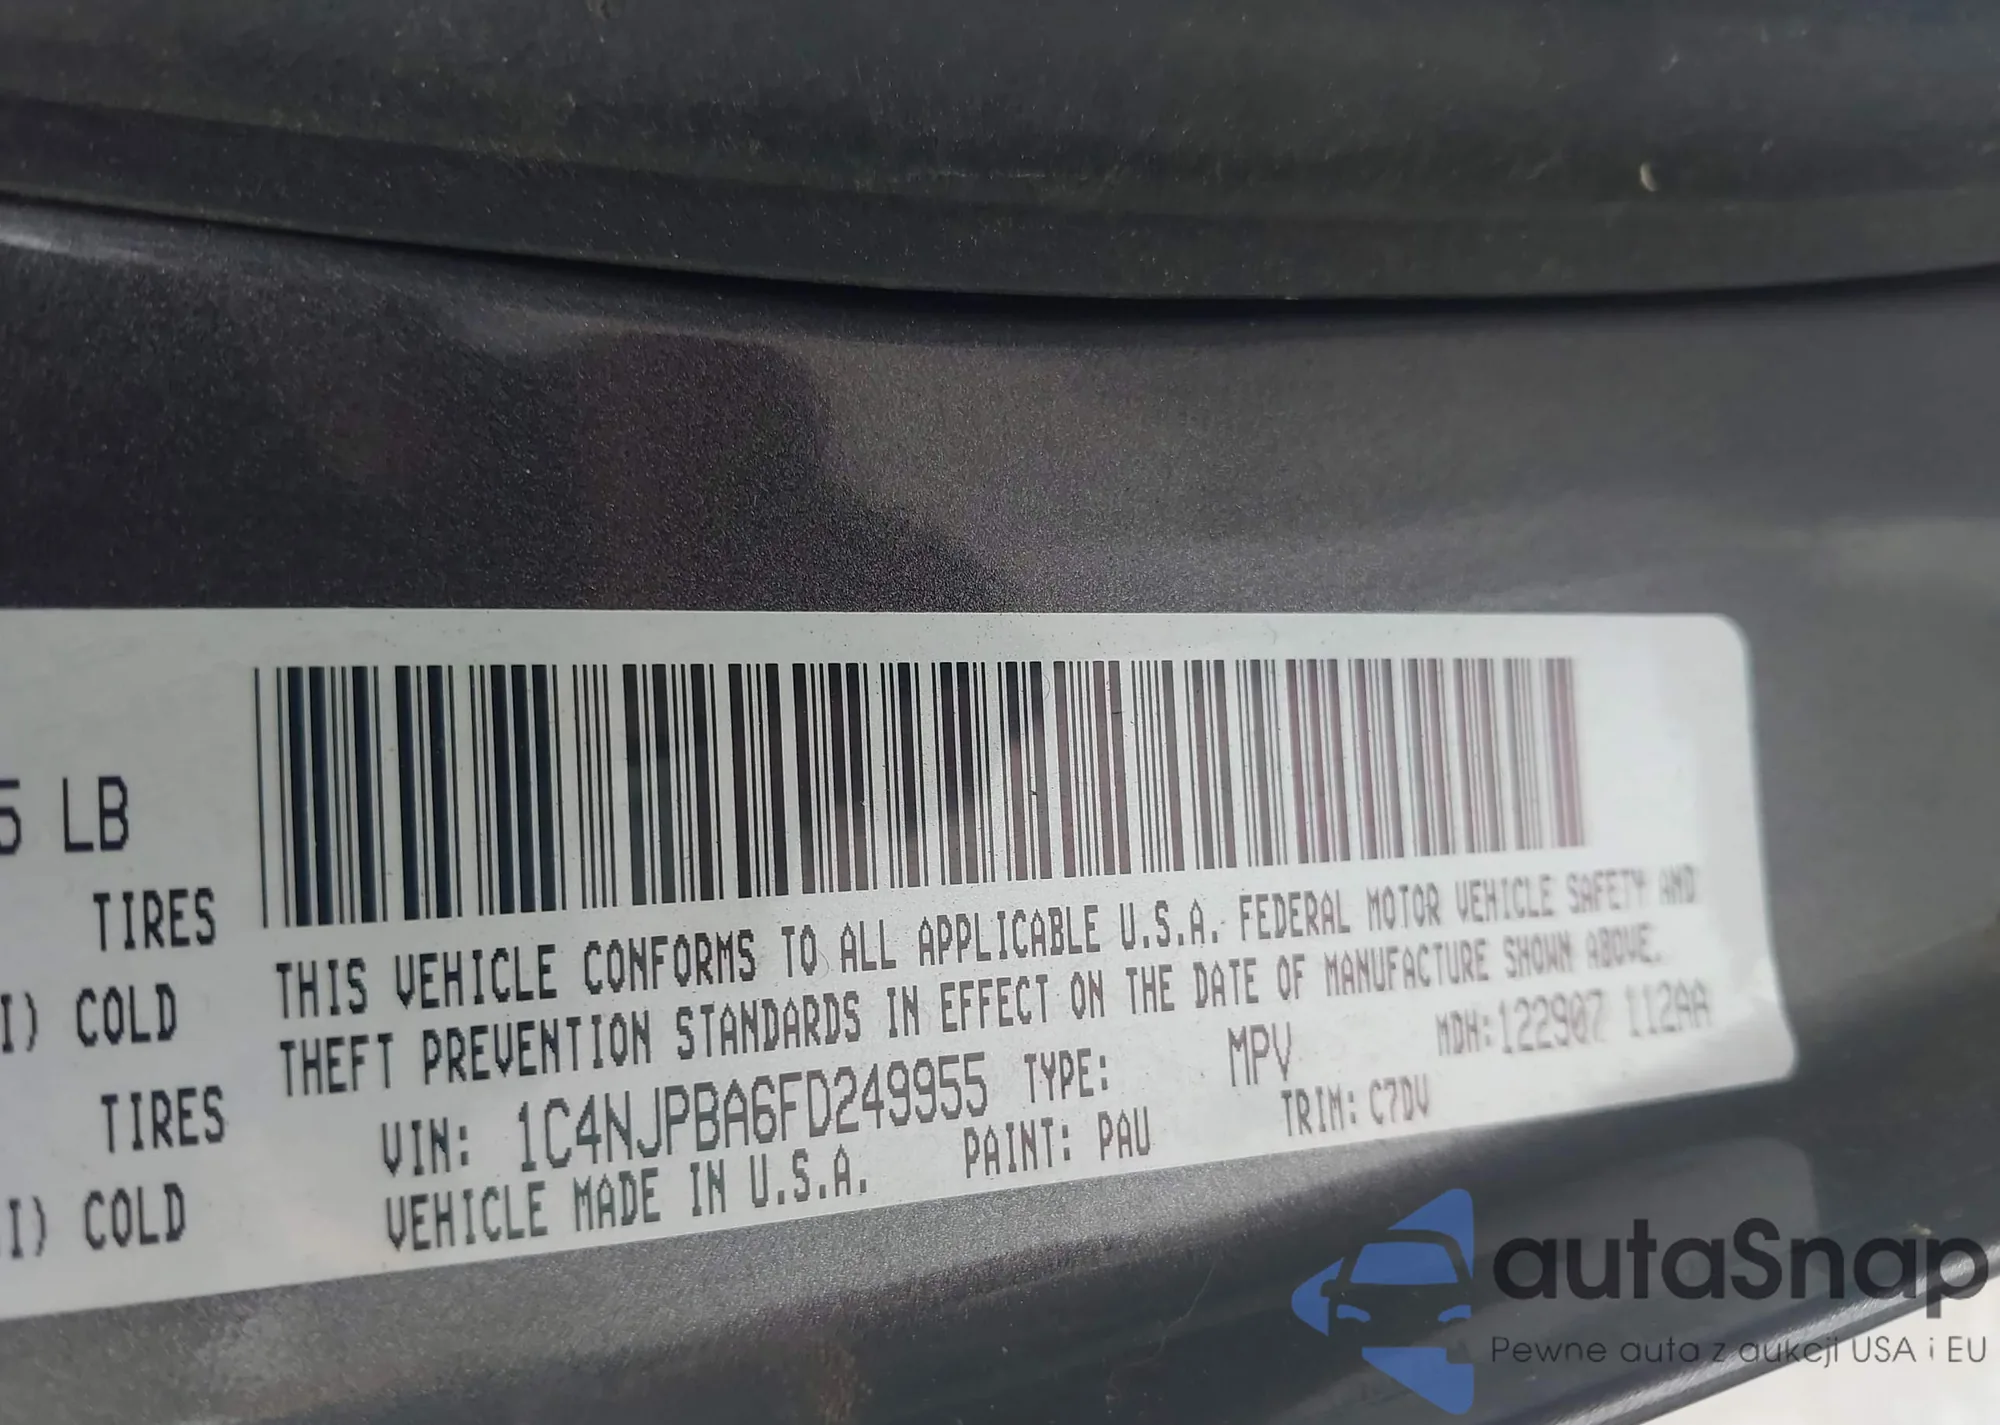 5 LB
TIRES
I) COLD
TIRES
I) COLD
THIS VEHICLE CONFORMS TO ALL APPLICABLE U.S.A. FEDERAL MOTOR VEHICLE SAFETY AND
THEFT PREVENTION STANDARDS IN EFFECT ON THE DATE OF MANUFACTURE SHOWN ABOVE.
VIN: 1C4NJPBA6FD249955 TYPE: MPV MDH:122907 112AA
VEHICLE MADE IN U.S.A. PAINT: PAU TRIM: C7DV
autaSnap
Pewne auta z aukcji USA i EU